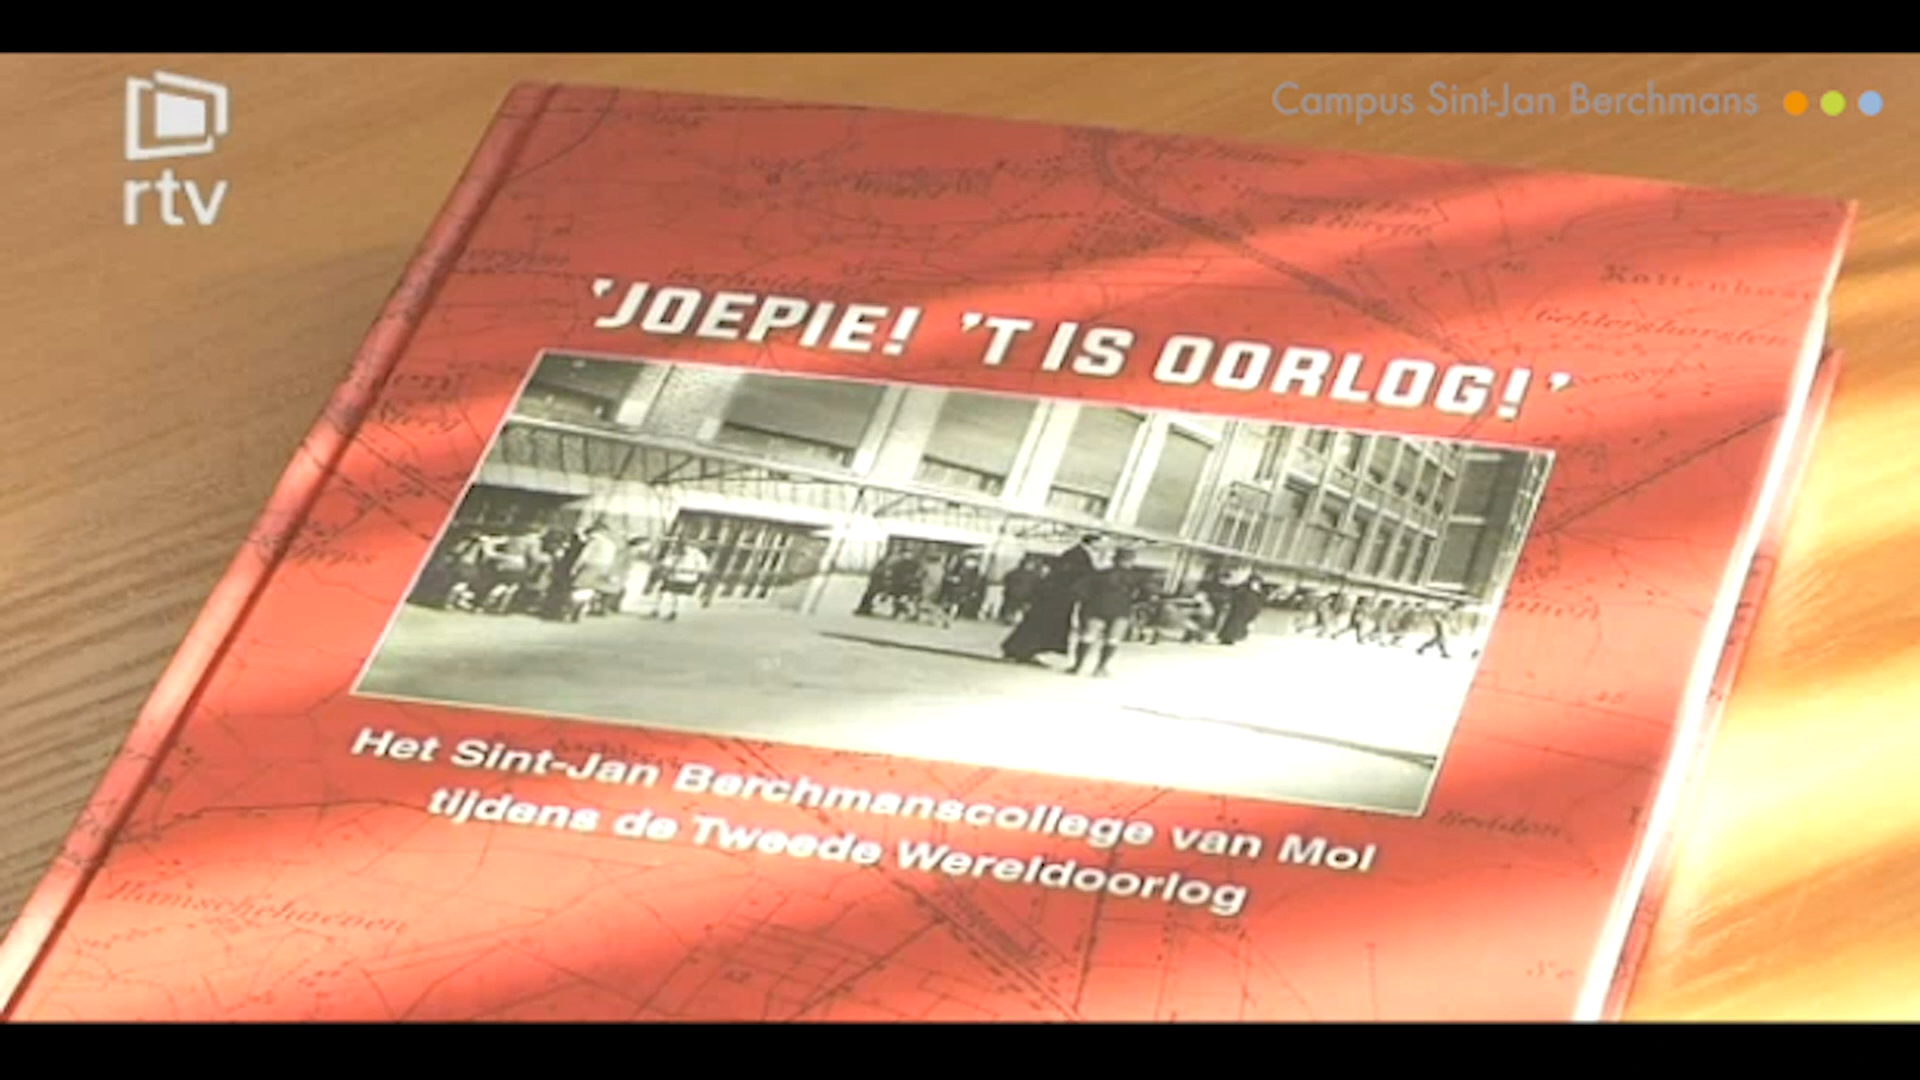 rtv
Campus Sint-Jan Berchmans
'JOEPIE! 'T IS OORLOG!'
Het Sint-Jan Berchmanscollege van Mol
tijdens de Tweede Wereldoorlog